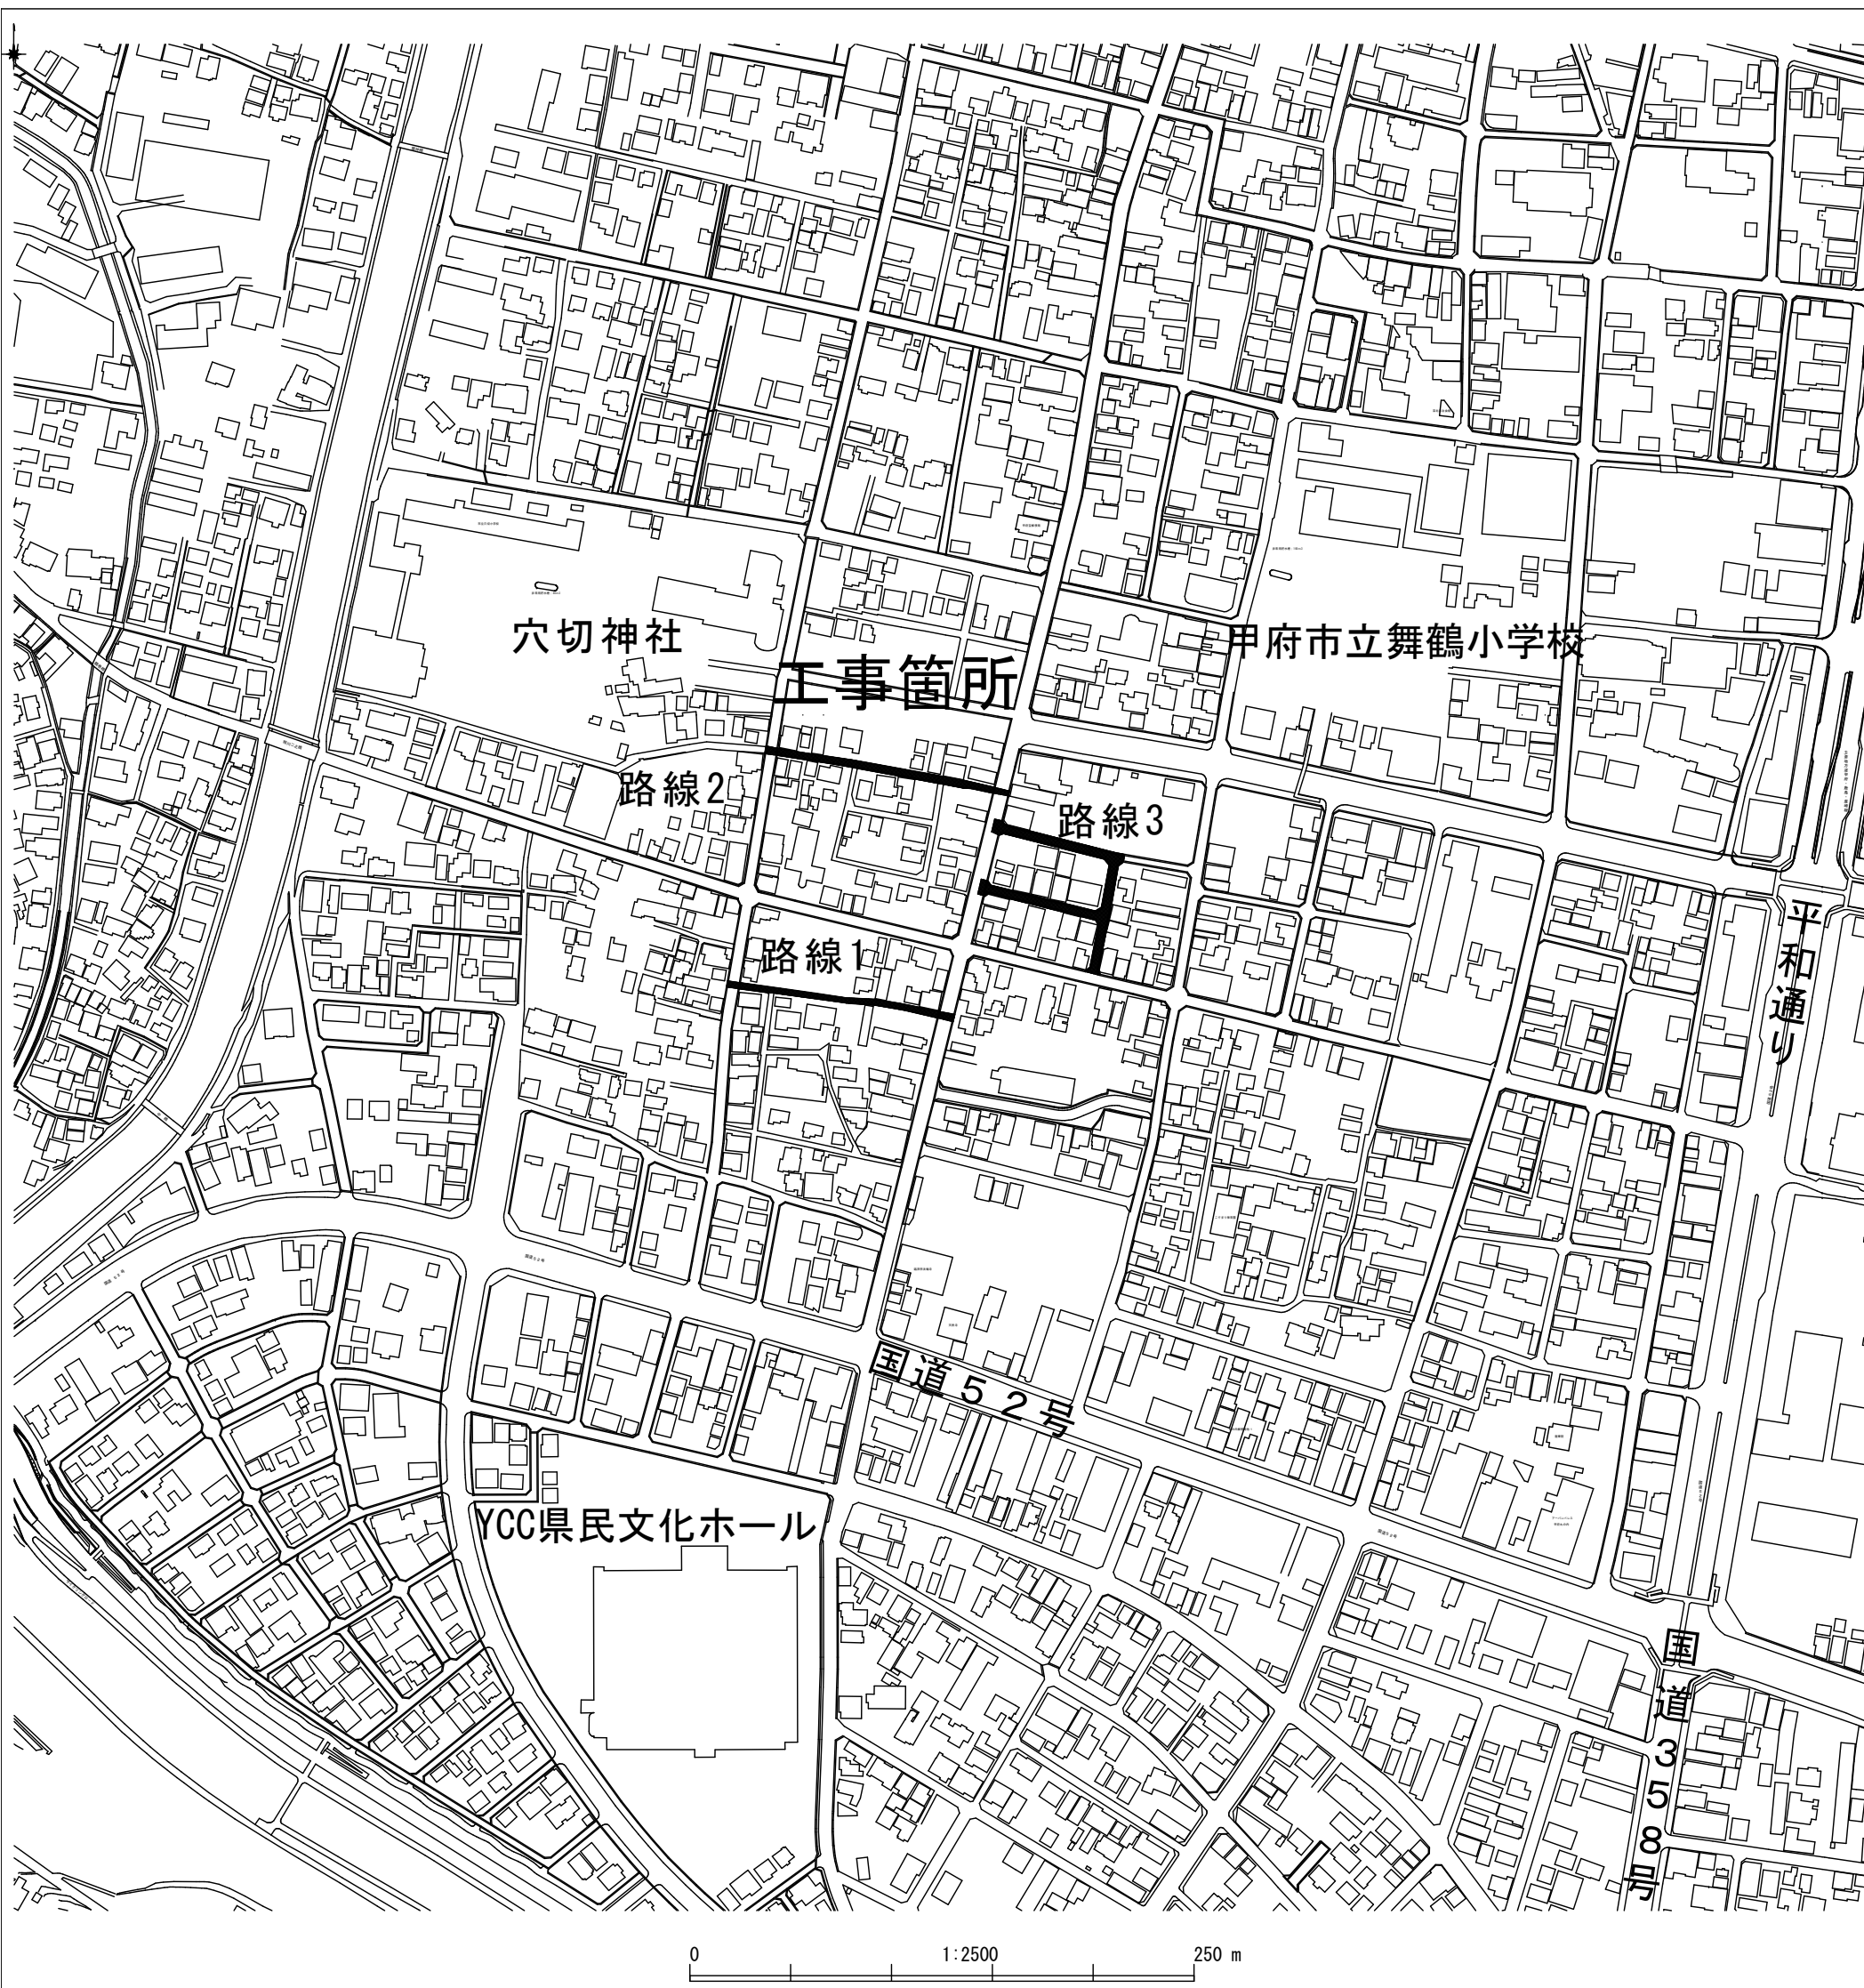 穴切神社
甲府市立舞鶴小学校
工事箇所
路線2
路線3
路線1
平和通り
国道５２号
YCC県民文化ホール
国道３５８号
0 1:2500 250 m